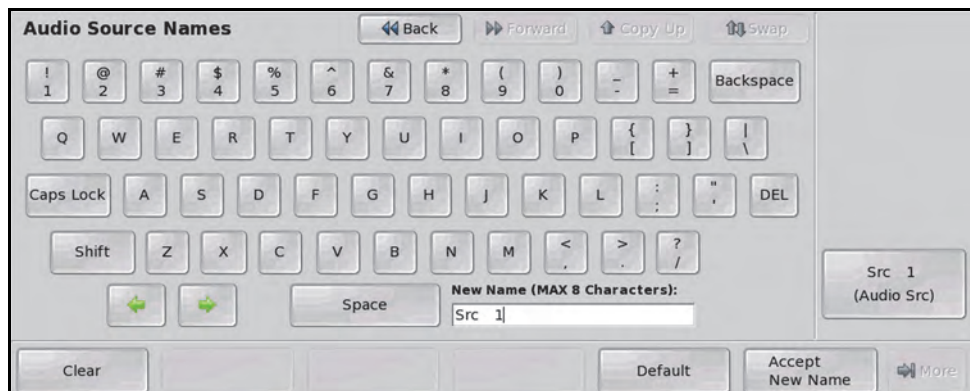 Audio Source Names Back Forward Copy Up Swap
! @ # $ % ^ & * ( ) _ +
1 2 3 4 5 6 7 8 9 0 - = Backspace
Q W E R T Y U I O P { [ } ] | \
Caps Lock A S D F G H J K L : ; " ' DEL
Shift Z X C V B N M < , > . ? /
Space
New Name (MAX 8 Characters):
Src 1
Src 1
(Audio Src)
Clear Default Accept New Name More